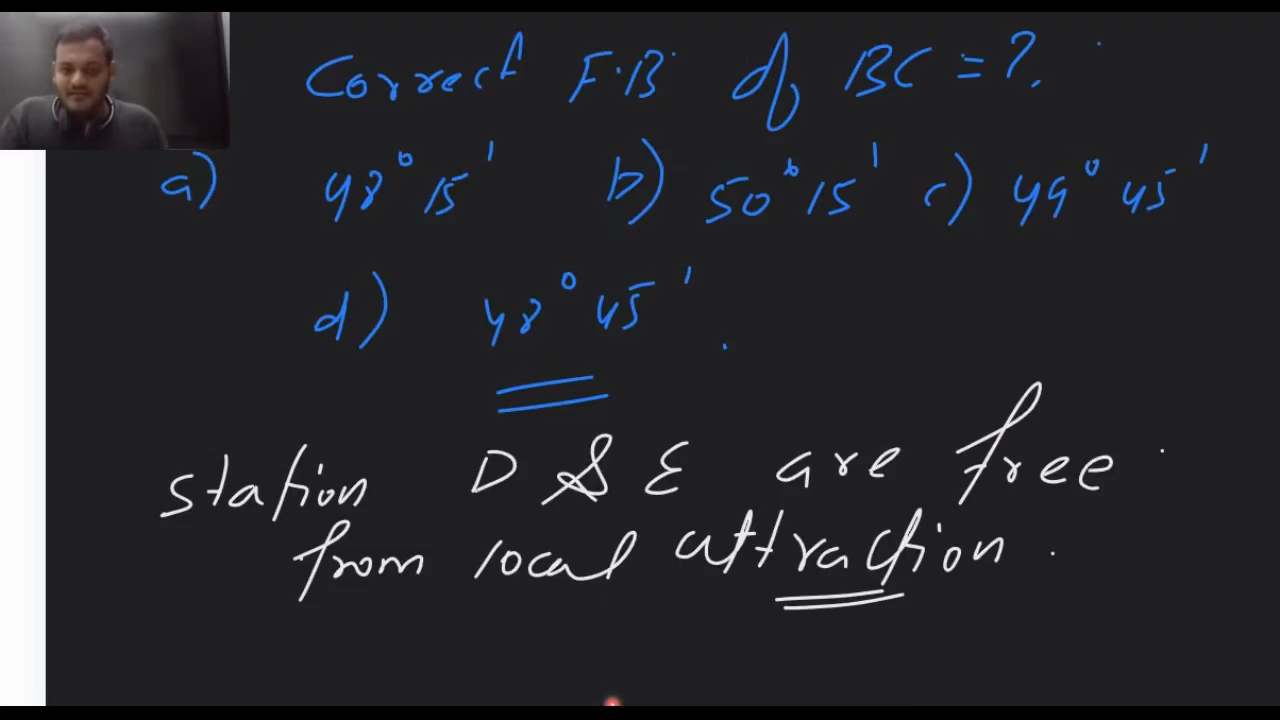 Correct F.B of BC = ?.
a) 48° 15' b) 50° 15' c) 49° 45'
d) 48° 45'.
station D & E are free
from local attraction.